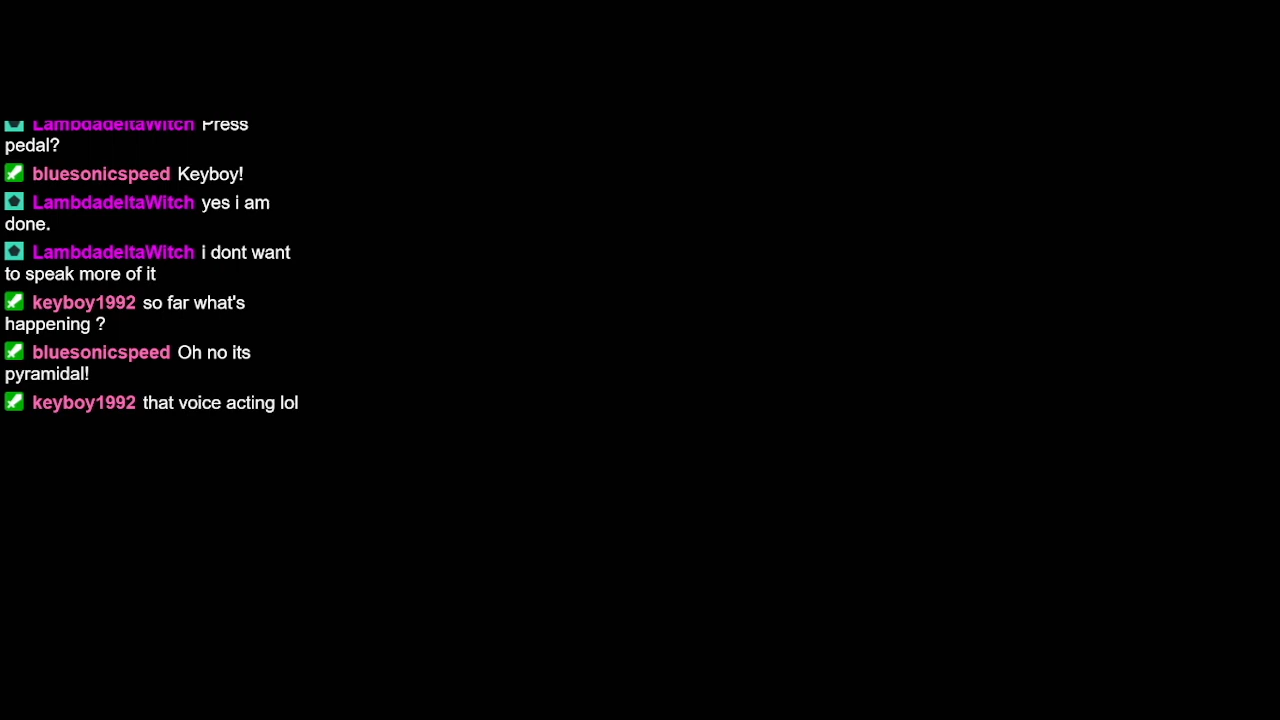 LambdadeltaWitch Press
pedal?
bluesonicspeed Keyboy!
LambdadeltaWitch yes i am
done.
LambdadeltaWitch i dont want
to speak more of it
keyboy1992 so far what's
happening ?
bluesonicspeed Oh no its
pyramidal!
keyboy1992 that voice acting lol